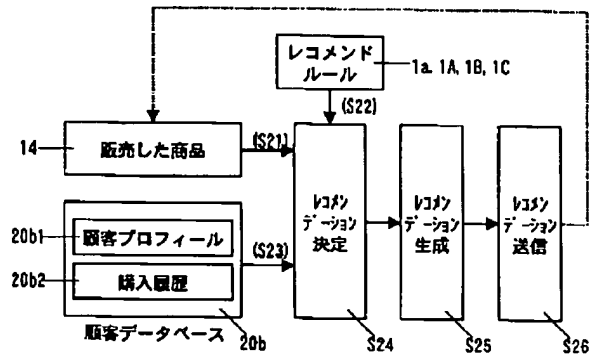 レコメンド
ルール
1a, 1A, 1B, 1C
(S22)
14
販売した商品
(S21)
20b1
顧客プロフィール
20b2
購入履歴
(S23)
顧客データベース
20b
レコメン
デーション
決定
S24
レコメン
デーション
生成
S25
レコメン
デーション
送信
S26